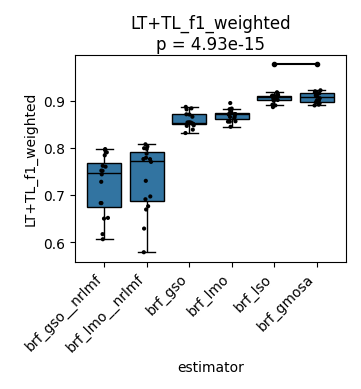 LT+TL_f1_weighted
p = 4.93e-15
LT+TL_f1_weighted
0.9
0.8
0.7
0.6
brf_gso__nrlmf
brf_lmo__nrlmf
brf_gso
brf_lmo
brf_lso
brf_gmosa
estimator